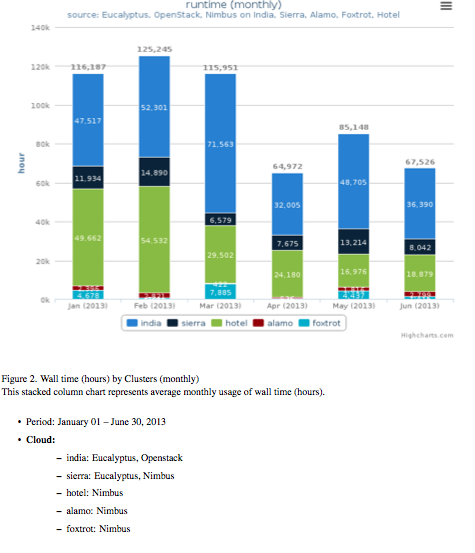 runtime (monthly)
source: Eucalyptus, OpenStack, Nimbus on India, Sierra, Alamo, Foxtrot, Hotel
140k
120k
100k
80k
60k
40k
20k
0k
hour
116,187
47,517
11,934
49,662
4,678
125,245
52,301
14,890
54,532
115,951
71,563
6,579
29,502
422
7,885
64,972
32,005
7,675
24,180
85,148
48,705
13,214
16,976
1,816
4,437
67,526
36,390
8,042
18,879
Jan (2013)
Feb (2013)
Mar (2013)
Apr (2013)
May (2013)
Jun (2013)
india sierra hotel alamo foxtrot
Highcharts.com
Figure 2. Wall time (hours) by Clusters (monthly)
This stacked column chart represents average monthly usage of wall time (hours).
• Period: January 01 – June 30, 2013
• Cloud:
– india: Eucalyptus, Openstack
– sierra: Eucalyptus, Nimbus
– hotel: Nimbus
– alamo: Nimbus
– foxtrot: Nimbus